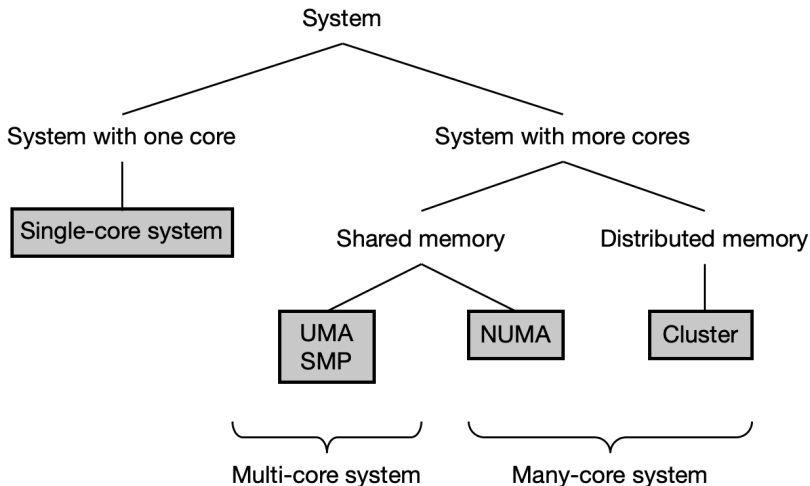 System
System with one core
System with more cores
Single-core system
Shared memory
Distributed memory
UMA
SMP
NUMA
Cluster
Multi-core system
Many-core system